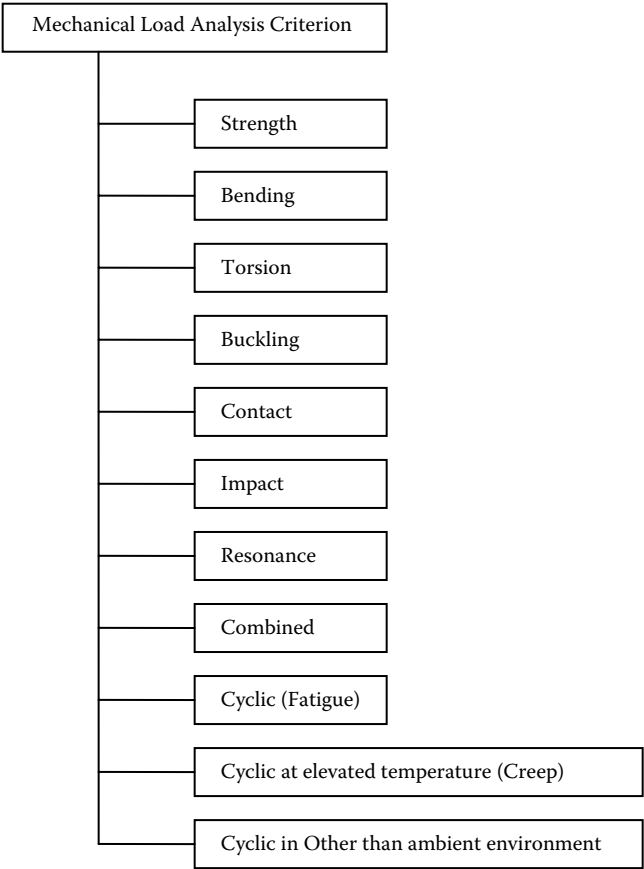 Mechanical Load Analysis Criterion
Strength
Bending
Torsion
Buckling
Contact
Impact
Resonance
Combined
Cyclic (Fatigue)
Cyclic at elevated temperature (Creep)
Cyclic in Other than ambient environment